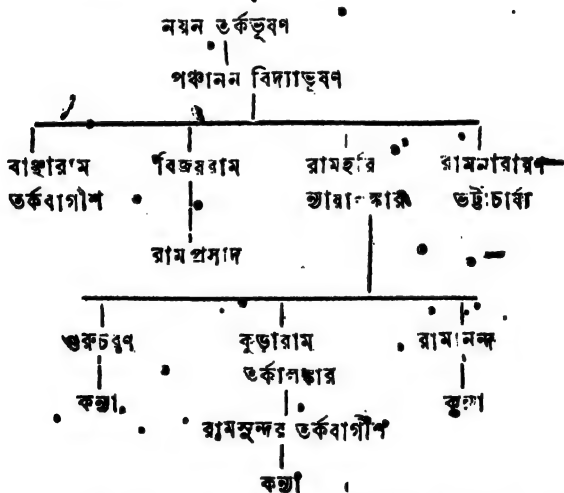 নয়ন তর্কভূষণ
পঞ্চানন বিদ্যাভূষণ
বাঞ্ছারাম বিজয়রাম রামহরি রামনারায়ণ
তর্কবাগীশ ন্যায়ালঙ্কার ভট্টাচার্য্য
রামপ্রসাদ
গুরুচরণ কুড়ারাম রামানন্দ
তর্কালঙ্কার
কন্যা কন্যা
রামসুন্দর তর্কবাগীশ
কন্যা